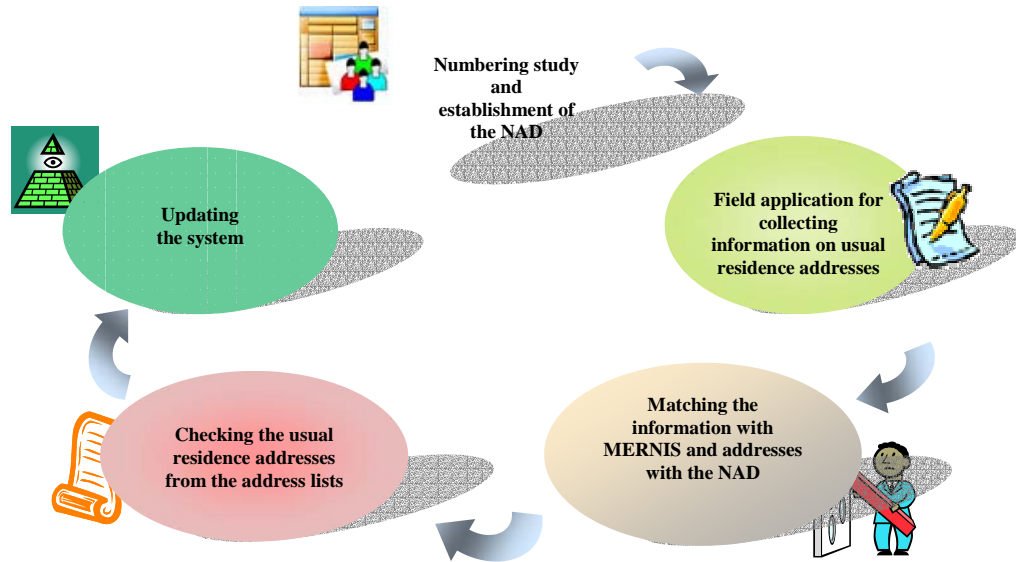 Numbering study
and
establishment of
the NAD
Field application for
collecting
information on usual
residence addresses
Matching the
information with
MERNIS and addresses
with the NAD
Checking the usual
residence addresses
from the address lists
Updating
the system